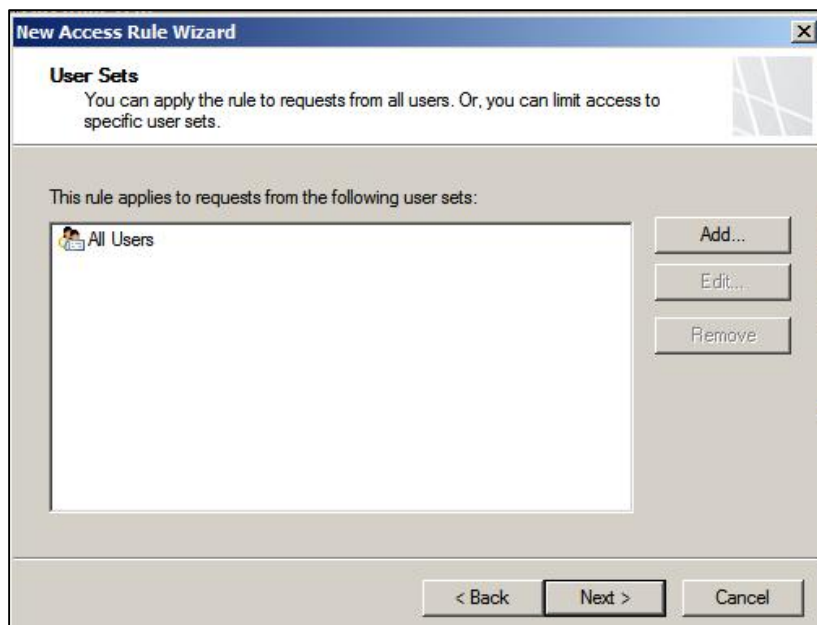 New Access Rule Wizard
User Sets
You can apply the rule to requests from all users. Or, you can limit access to
specific user sets.
This rule applies to requests from the following user sets:
All Users
Add...
Edit...
Remove
< Back
Next >
Cancel